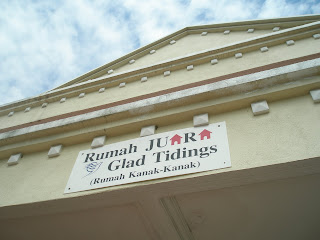 Rumah JUARA
Glad Tidings
(Rumah Kanak-Kanak)